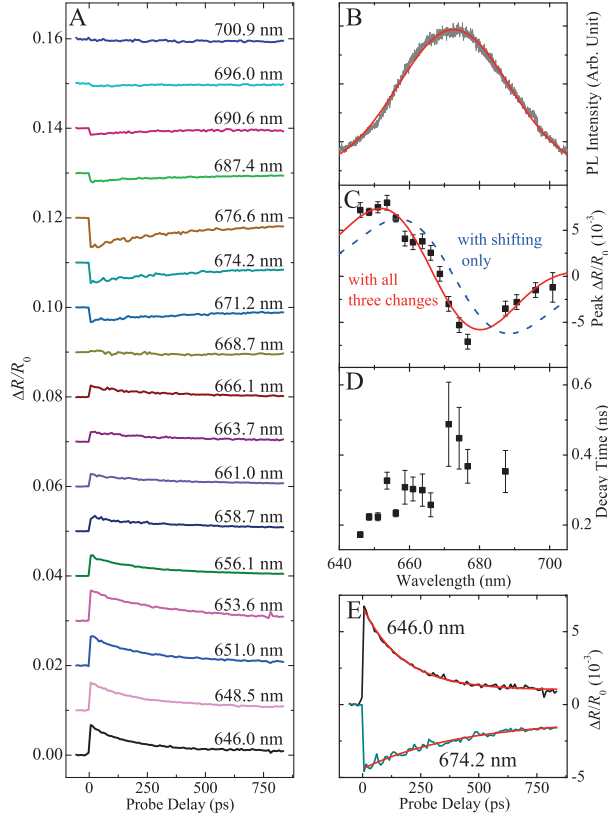 A
0.16
0.14
0.12
0.10
0.08
0.06
0.04
0.02
0.00
ΔR/R0
700.9 nm
696.0 nm
690.6 nm
687.4 nm
676.6 nm
674.2 nm
671.2 nm
668.7 nm
666.1 nm
663.7 nm
661.0 nm
658.7 nm
656.1 nm
653.6 nm
651.0 nm
648.5 nm
646.0 nm
0 250 500 750
Probe Delay (ps)
B
PL Intensity (Arb. Unit)
C
with shifting
only
with all
three changes
5
0
-5
Peak ΔR/R0 (10-3)
D
0.6
0.4
0.2
Decay Time (ns)
640 660 680 700
Wavelength (nm)
E
646.0 nm
674.2 nm
5
0
-5
ΔR/R0 (10-3)
0 250 500 750
Probe Delay (ps)